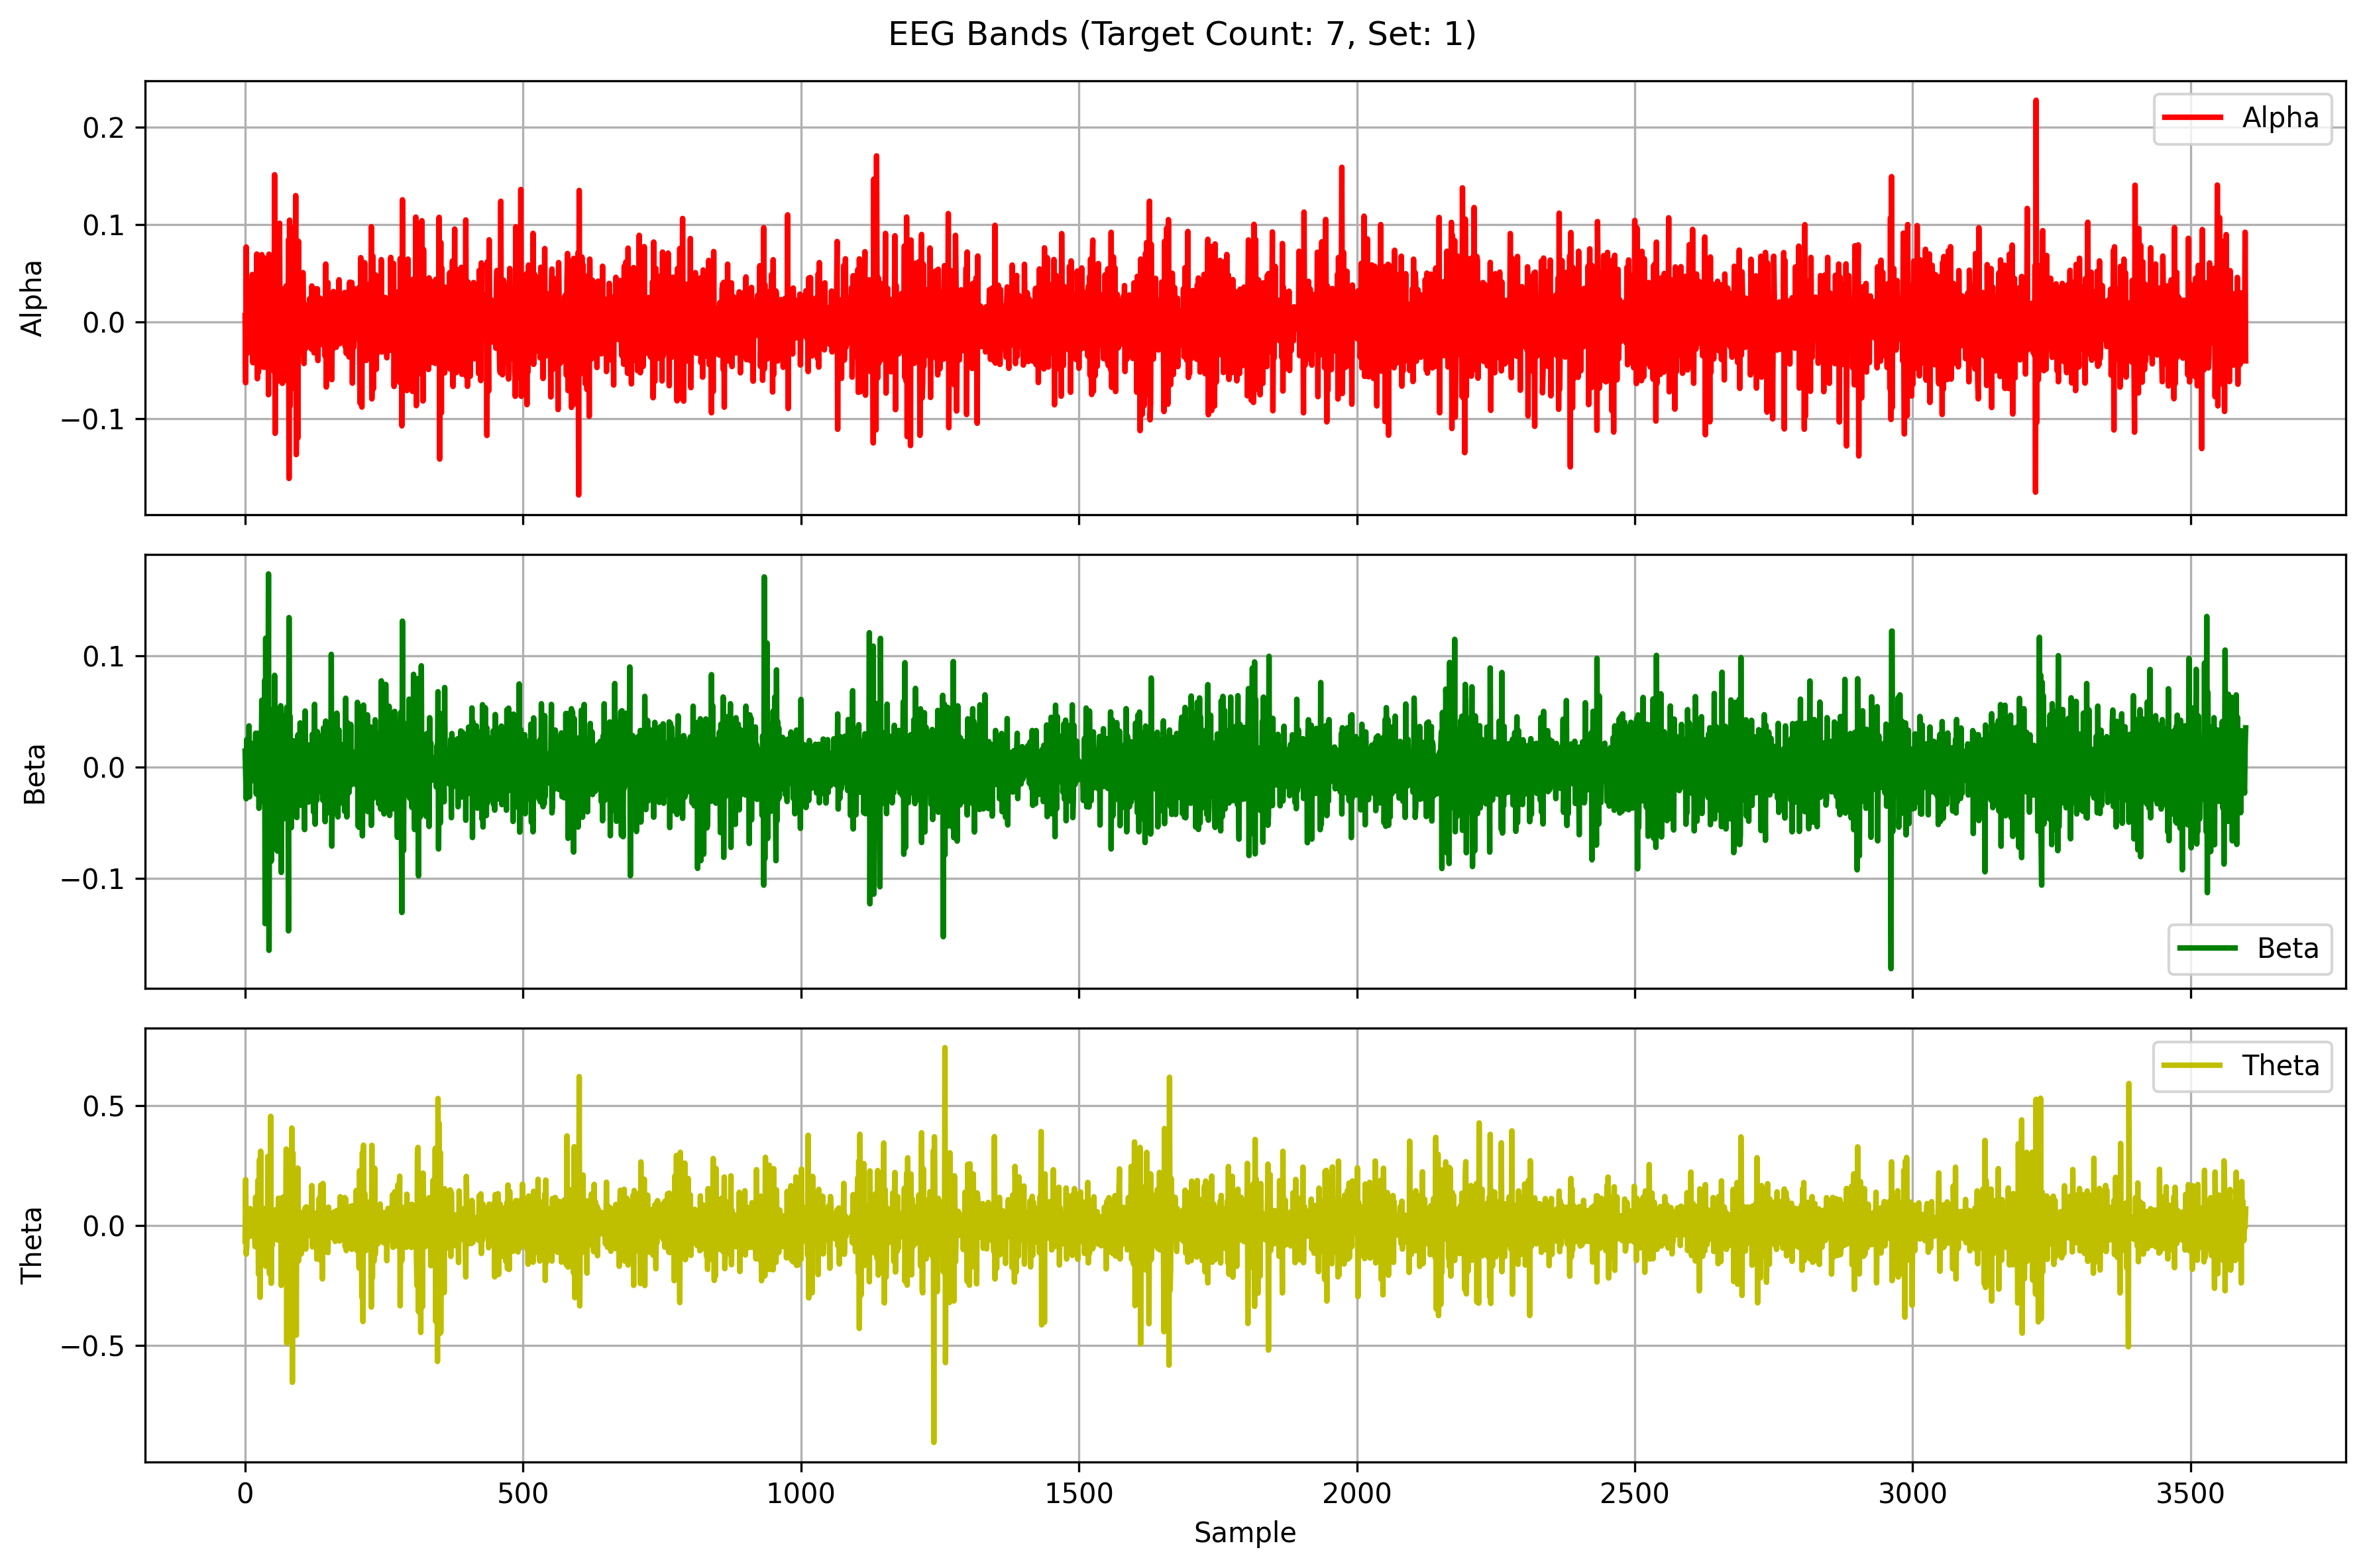 EEG Bands (Target Count: 7, Set: 1)
Alpha
0.2
0.1
0.0
−0.1
Alpha
Beta
0.1
0.0
−0.1
Beta
Theta
0.5
0.0
−0.5
Theta
0 500 1000 1500 2000 2500 3000 3500
Sample